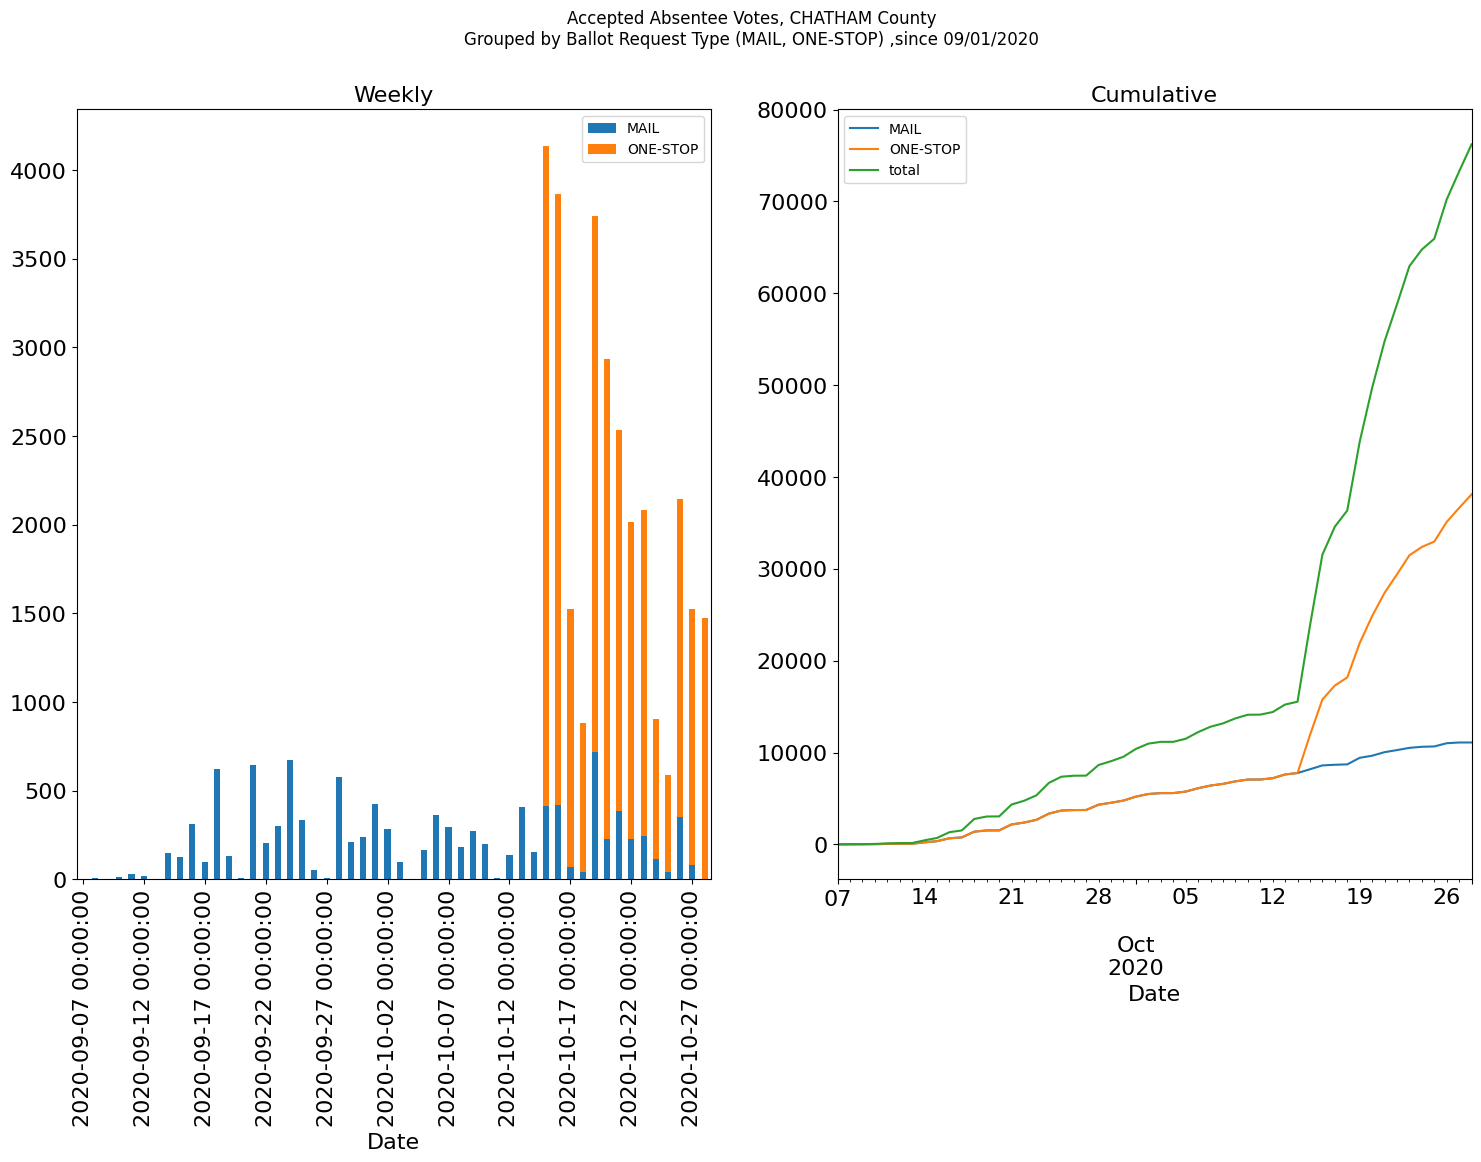 Accepted Absentee Votes, CHATHAM County
Grouped by Ballot Request Type (MAIL, ONE-STOP) ,since 09/01/2020
Weekly
MAIL
ONE-STOP
4000
3500
3000
2500
2000
1500
1000
500
0
2020-09-07 00:00:00
2020-09-12 00:00:00
2020-09-17 00:00:00
2020-09-22 00:00:00
2020-09-27 00:00:00
2020-10-02 00:00:00
2020-10-07 00:00:00
2020-10-12 00:00:00
2020-10-17 00:00:00
2020-10-22 00:00:00
2020-10-27 00:00:00
Date
Cumulative
MAIL
ONE-STOP
total
80000
70000
60000
50000
40000
30000
20000
10000
0
07 14 21 28 05 12 19 26
Oct
2020
Date